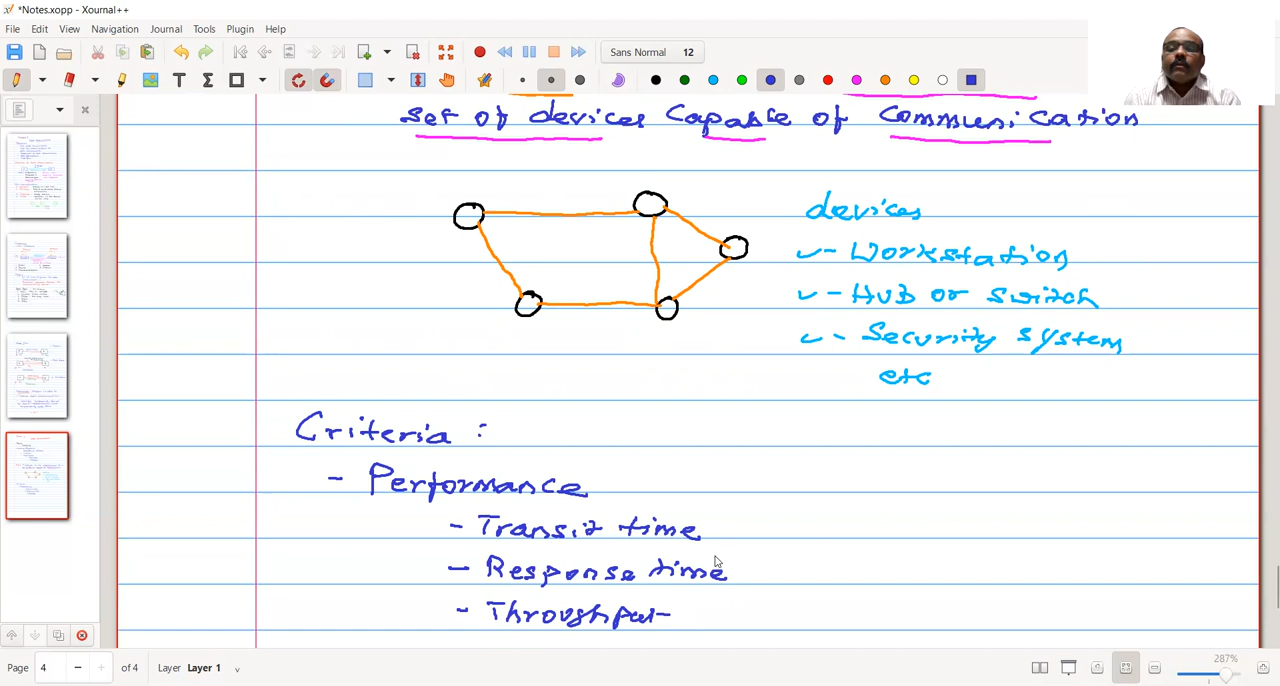 *Notes.xopp - Xournal++
File Edit View Navigation Journal Tools Plugin Help
Sans Normal 12
set of devices Capable of Communication
devices
- Workstation
- HUB or switch
- Security system
etc
Criteria :
- Performance
- Transit time
- Response time
- Throughput
Page 4 of 4 Layer Layer 1 287%